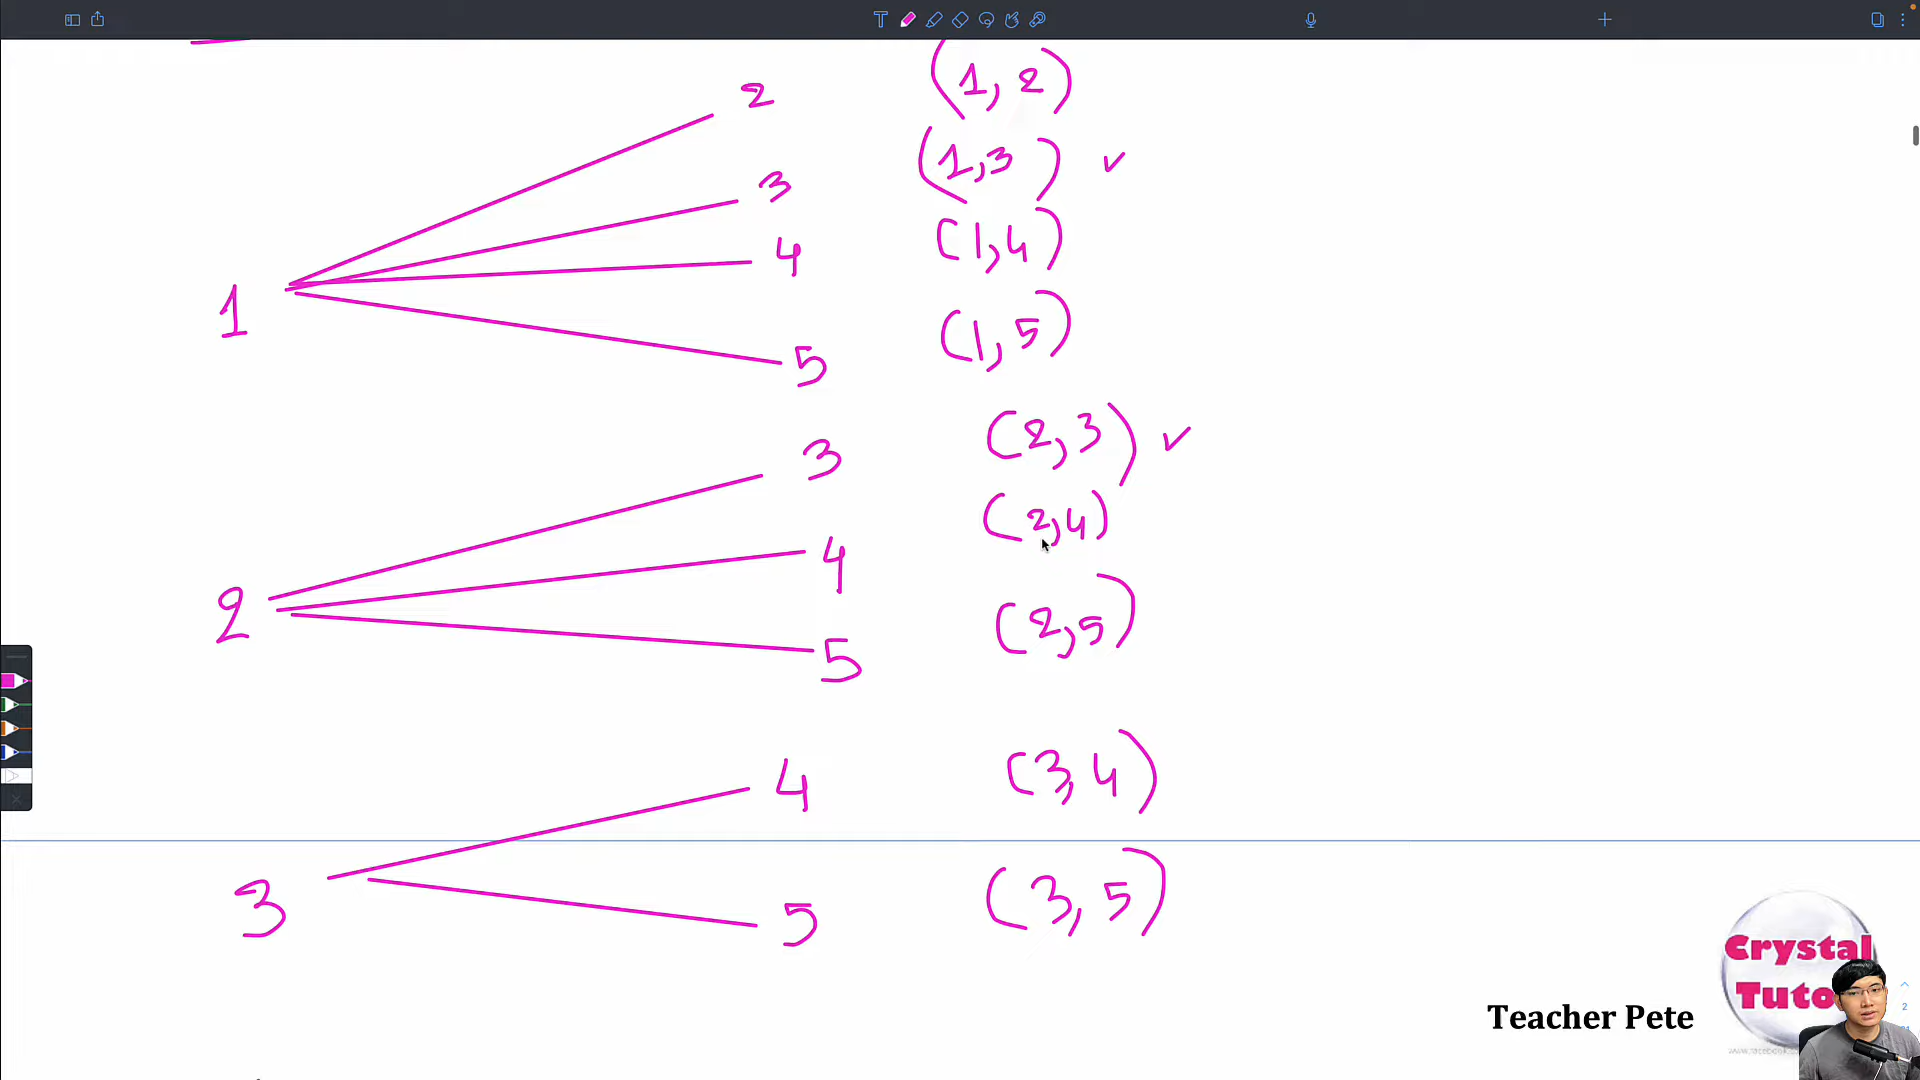 2 (1, 2)
3 (1,3) ✓
4 (1,4)
1
5 (1,5)
3 (2,3) ✓
4 (2,4)
2
5 (2,5)
4 (3,4)
3
5 (3,5)
Crystal
Teacher Pete